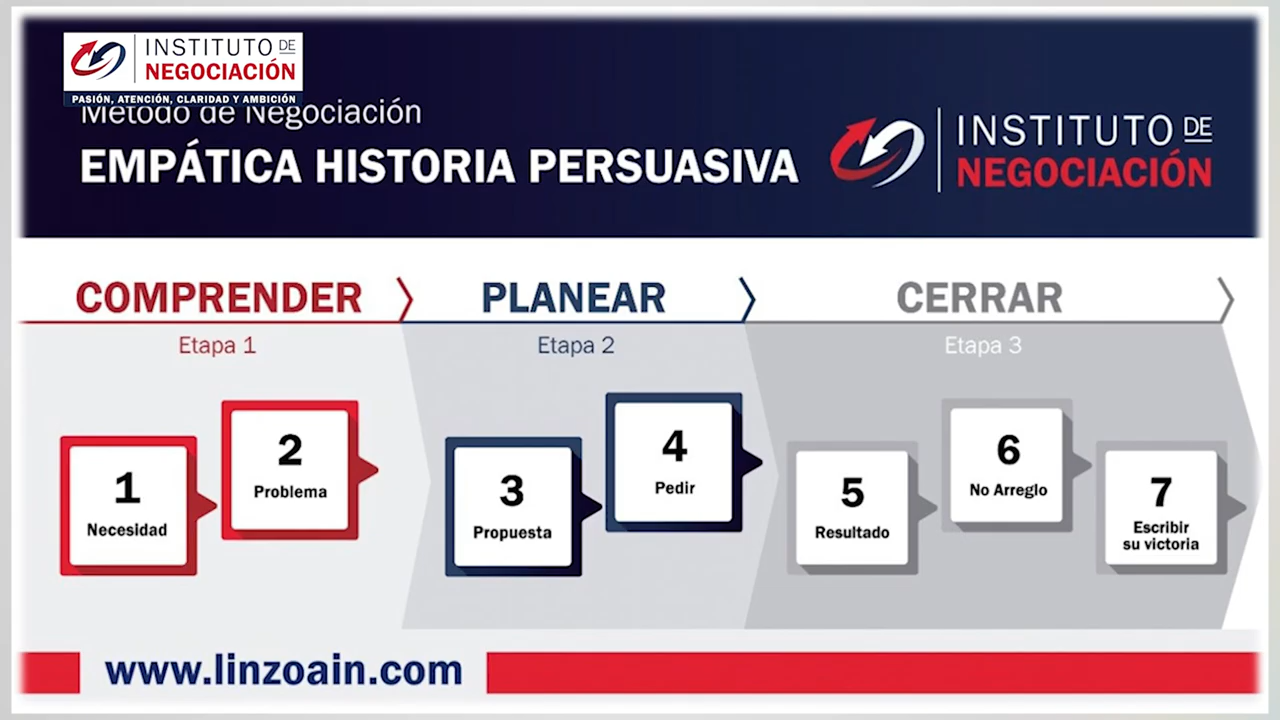 INSTITUTO DE
NEGOCIACIÓN
PASIÓN, ATENCIÓN, CLARIDAD Y AMBICIÓN
Método de Negociación
EMPÁTICA HISTORIA PERSUASIVA
INSTITUTO DE
NEGOCIACIÓN
COMPRENDER
PLANEAR
CERRAR
Etapa 1
Etapa 2
Etapa 3
1
Necesidad
2
Problema
3
Propuesta
4
Pedir
5
Resultado
6
No Arreglo
7
Escribir
su victoria
www.linzoain.com